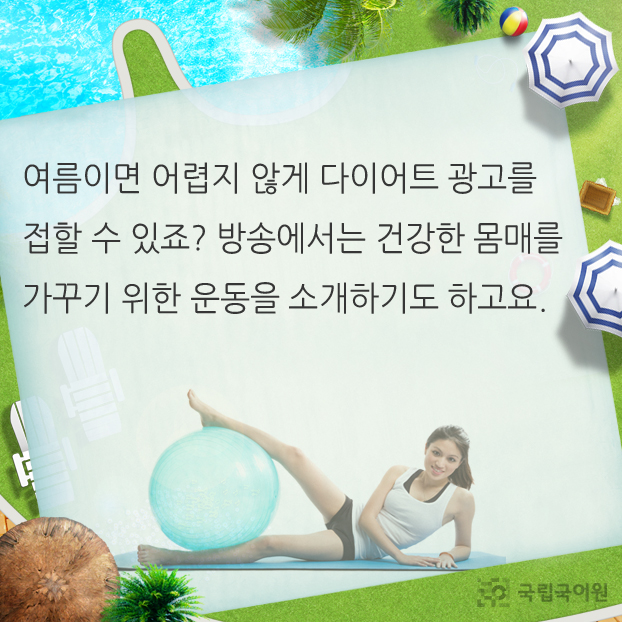 여름이면 어렵지 않게 다이어트 광고를
접할 수 있죠? 방송에서는 건강한 몸매를
가꾸기 위한 운동을 소개하기도 하고요.
국립국어원